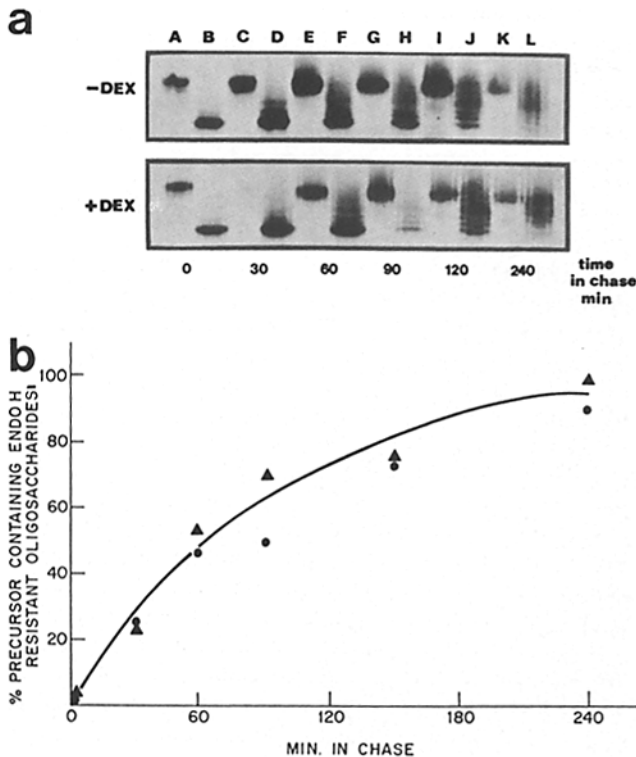 a
A B C D E F G H I J K L
−DEX
+DEX
0 30 60 90 120 240 time
in chase
min
b
% PRECURSOR CONTAINING ENDO H
RESISTANT OLIGOSACCHARIDES
100
80
60
40
20
0 60 120 180 240
MIN. IN CHASE